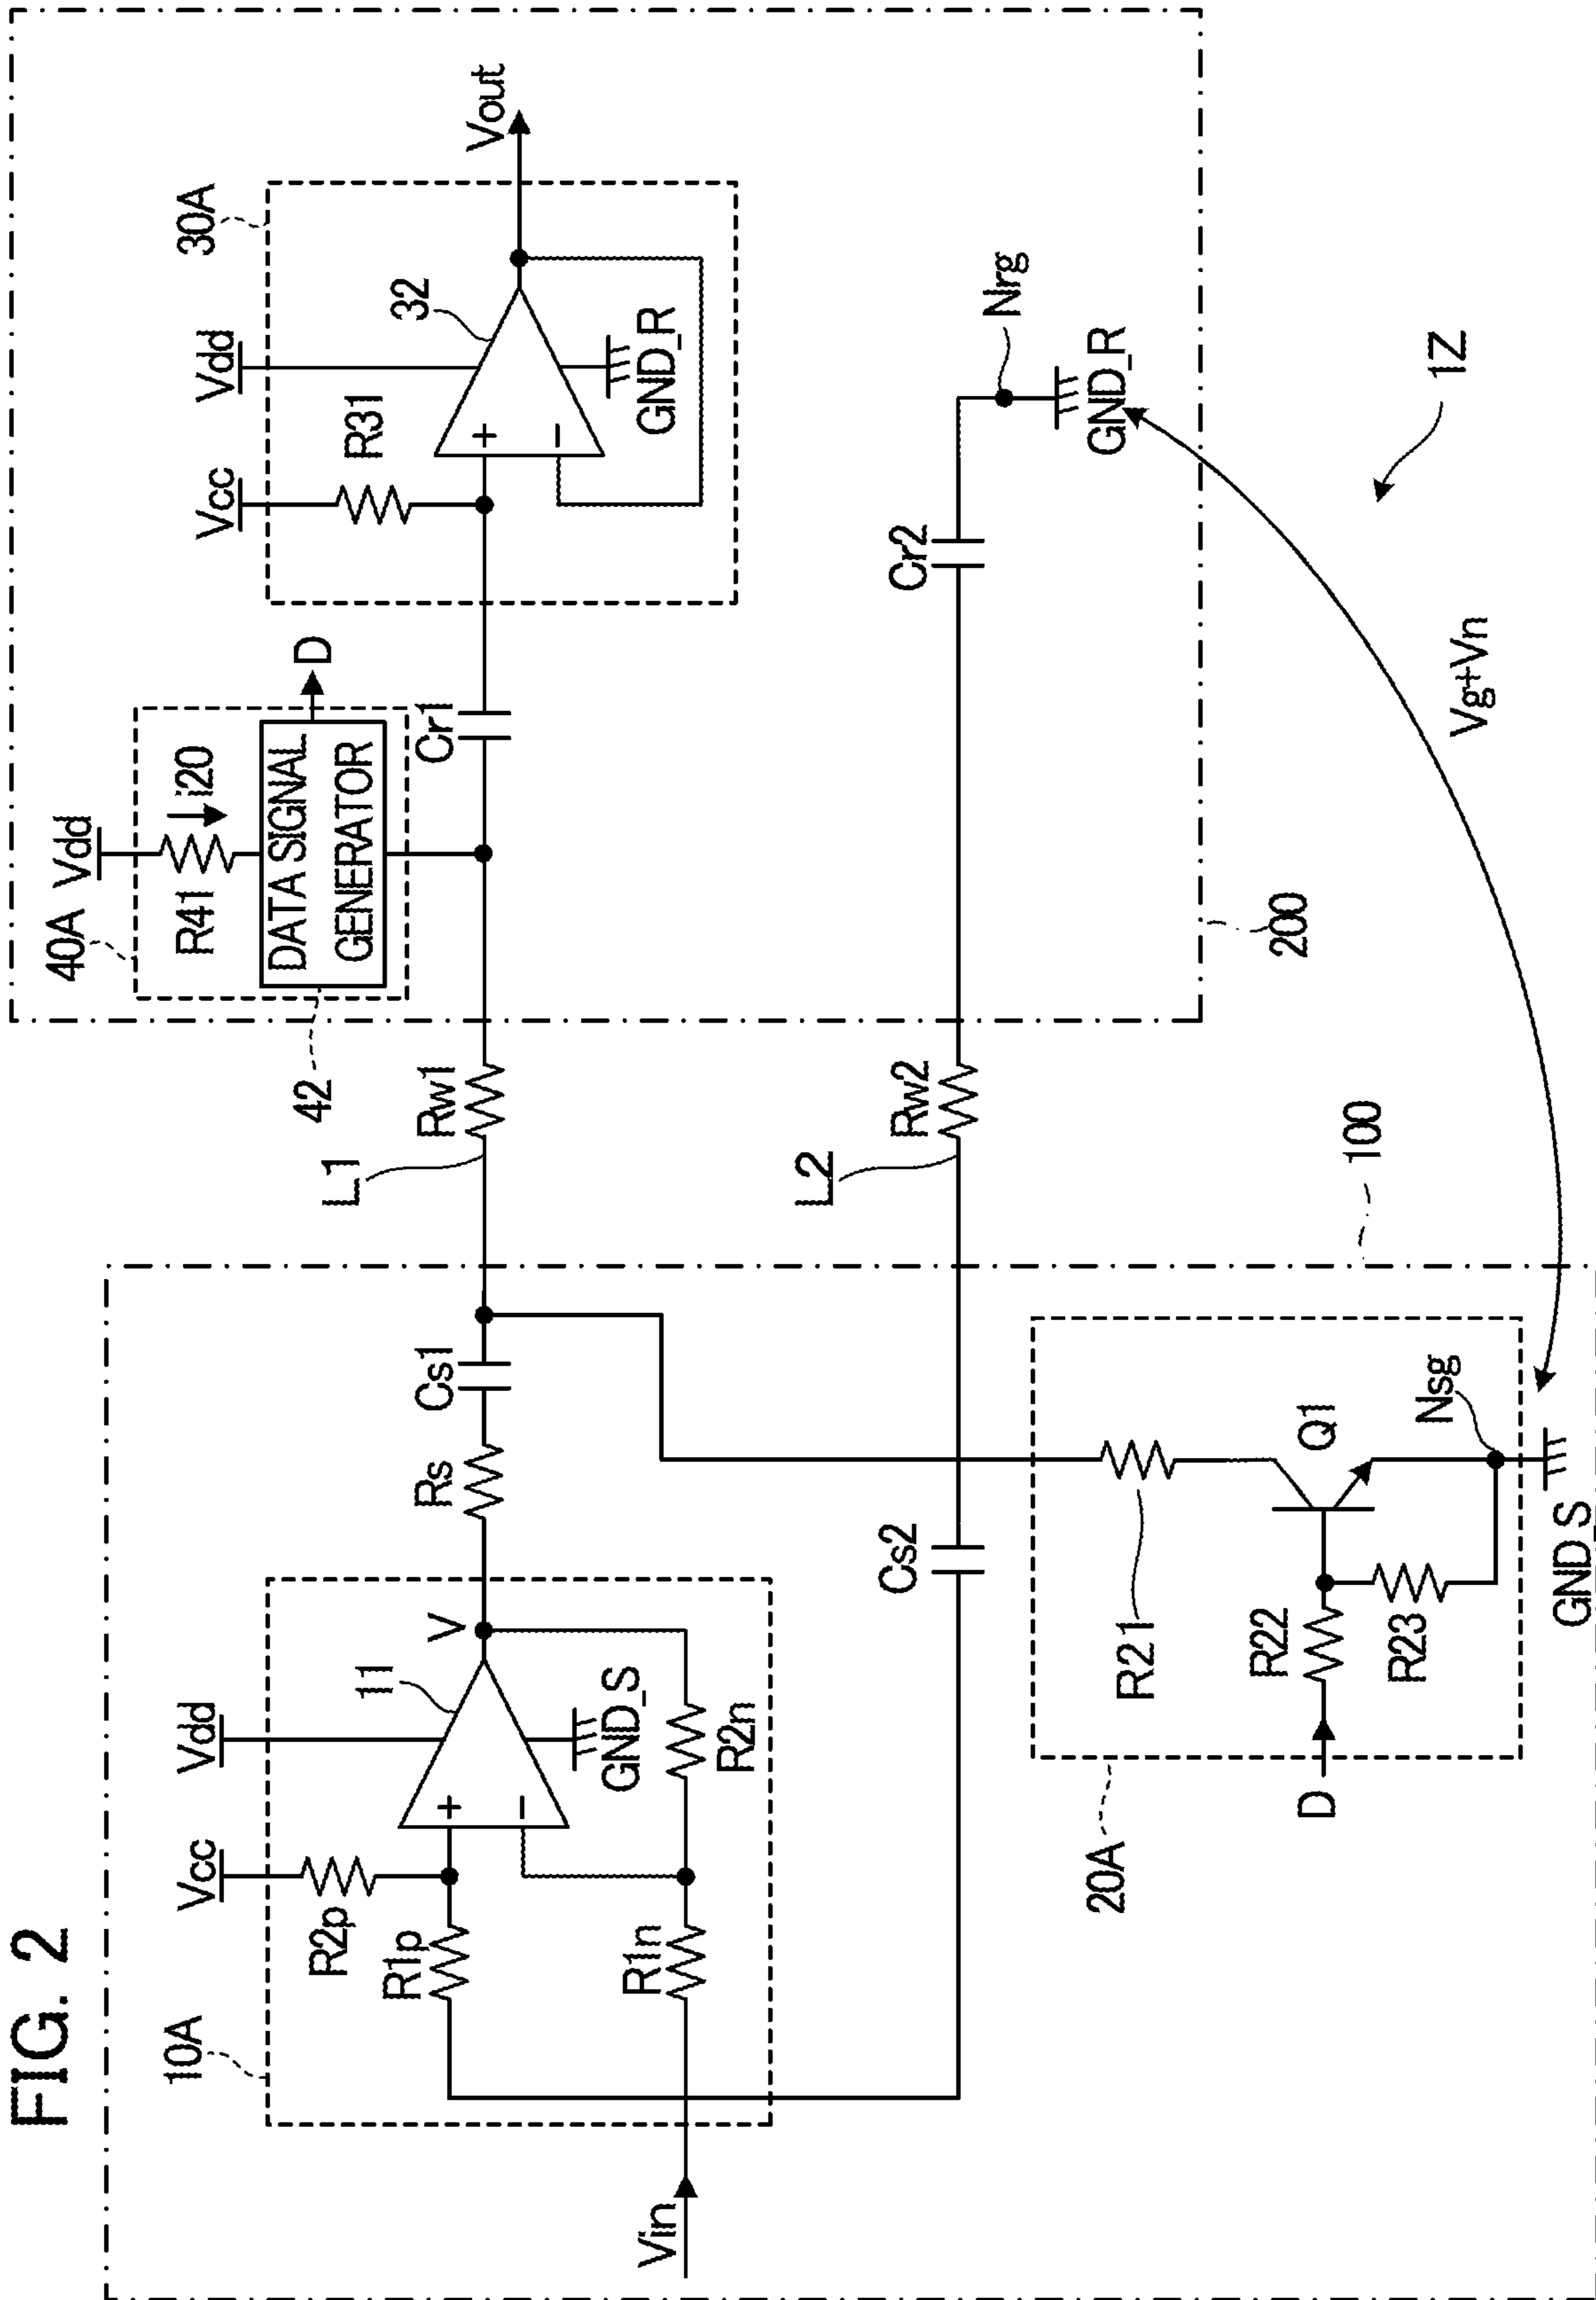 FIG. 2
10A
Vcc
Vdd
R2p
R1p
11
V
GND_S
R1n
R2n
Vin
Rs
Cs1
Cs2
20A
D
R21
R22
R23
Q1
Nsg
GND_S
100
L1
Rw1
L2
Rw2
40A
Vdd
R41
i20
DATA SIGNAL
GENERATOR
D
42
Cr1
30A
Vcc
Vdd
R31
32
GND_R
Vout
Cr2
Nrg
GND_R
200
Vg+Vn
1Z